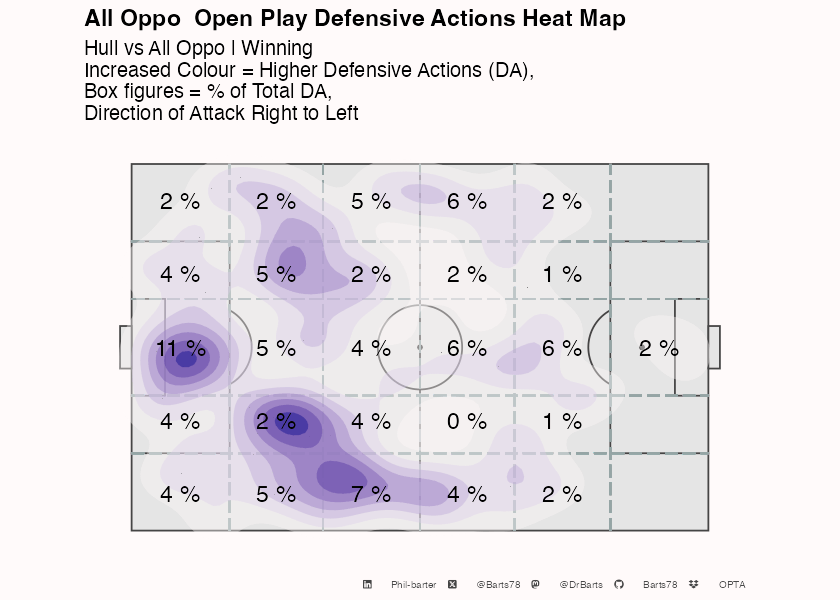 All Oppo  Open Play Defensive Actions Heat Map
Hull vs All Oppo l Winning
Increased Colour = Higher Defensive Actions (DA),
Box figures = % of Total DA,
Direction of Attack Right to Left
2 % 2 % 5 % 6 % 2 %
4 % 5 % 2 % 2 % 1 %
11 % 5 % 4 % 6 % 6 % 2 %
4 % 2 % 4 % 0 % 1 %
4 % 5 % 7 % 4 % 2 %
Phil-barter @Barts78 @DrBarts Barts78 OPTA